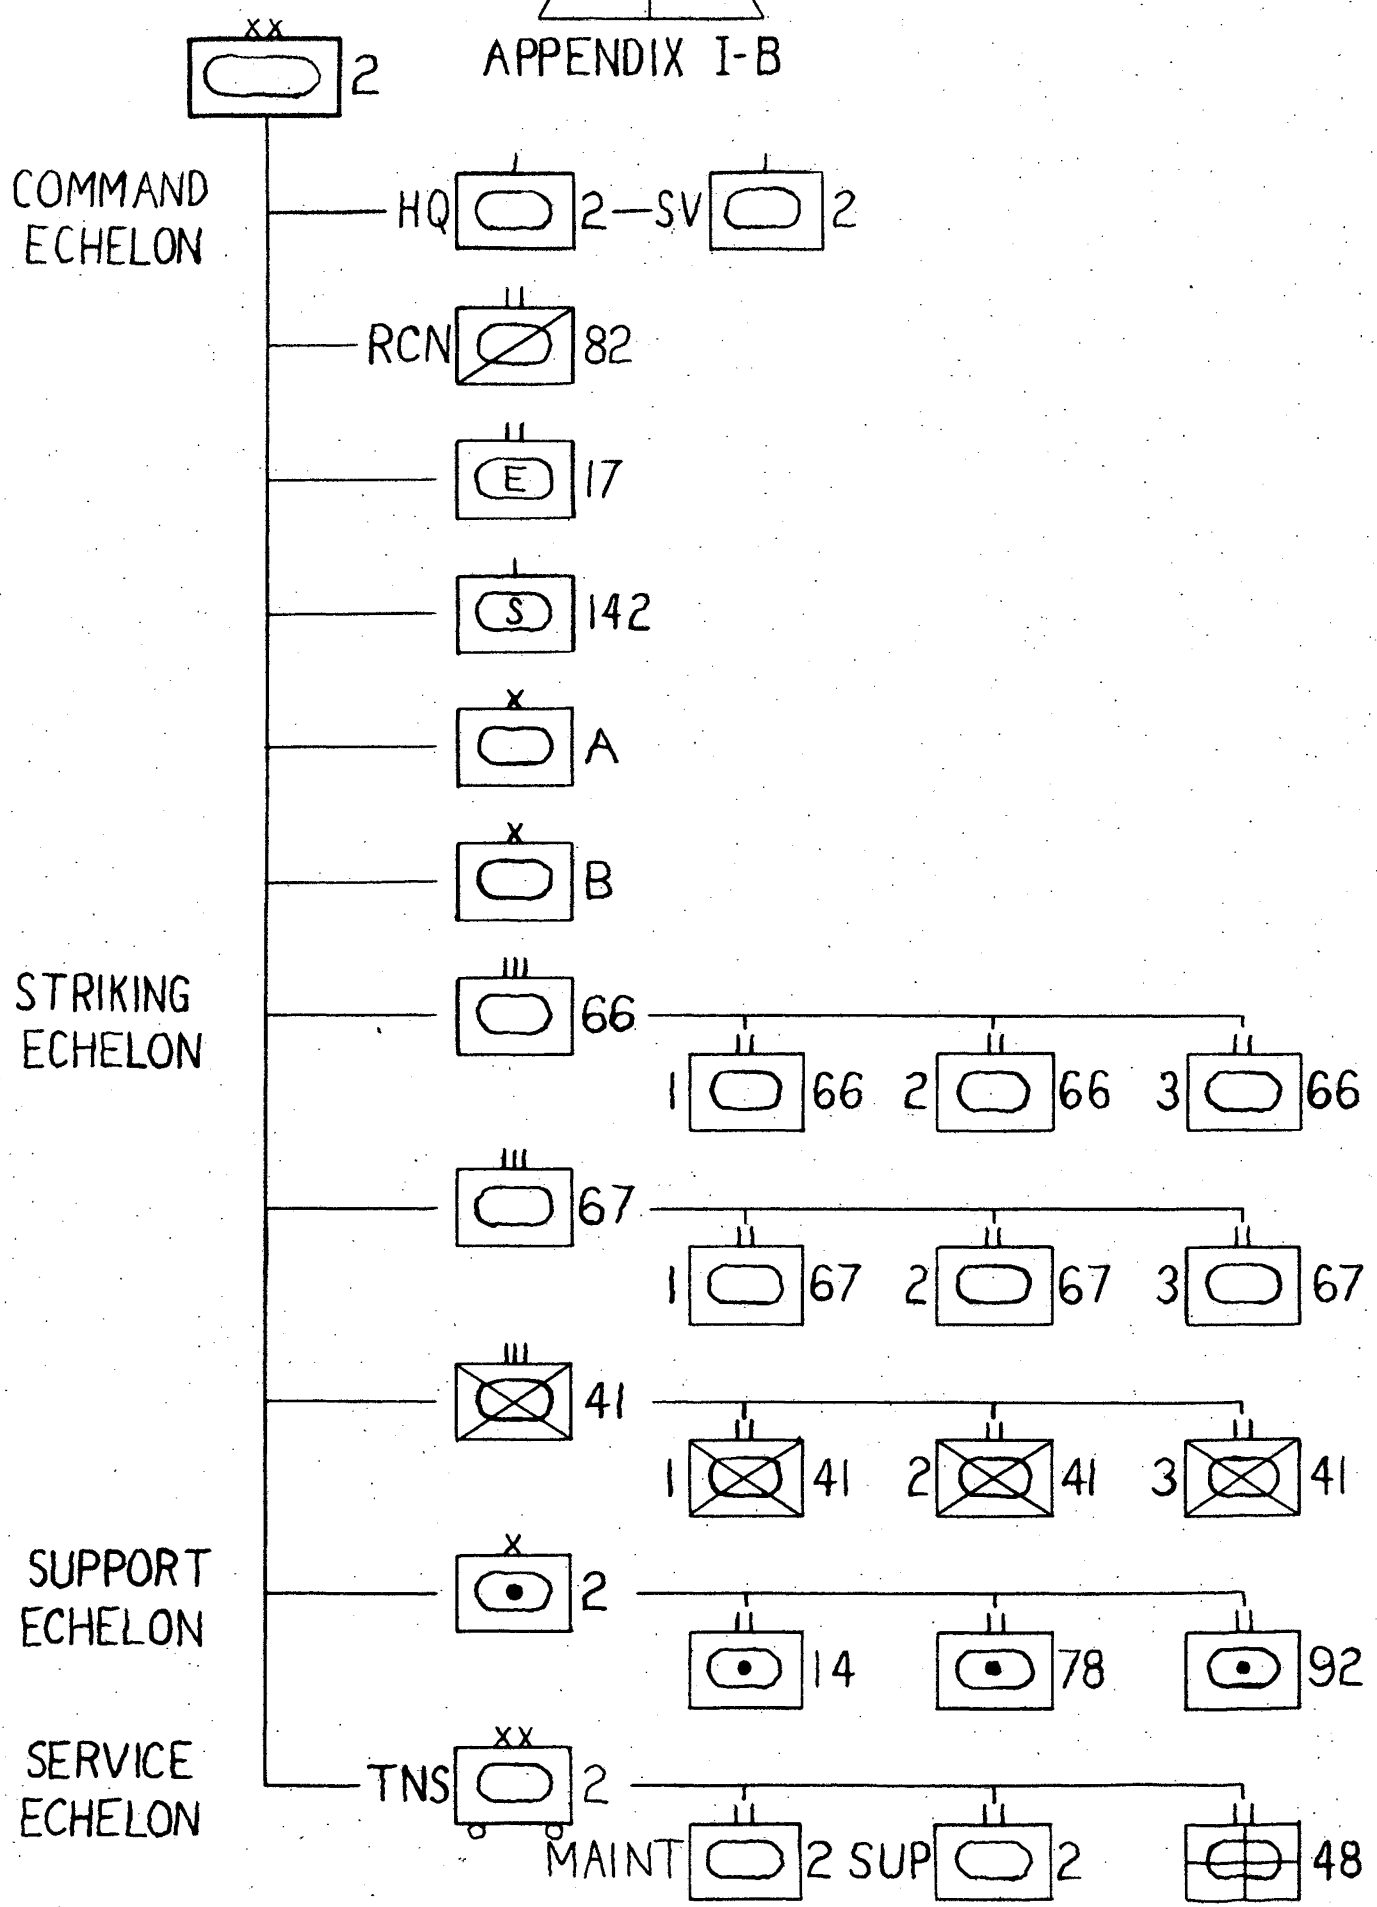 XX
2
APPENDIX I-B
COMMAND
ECHELON
HQ 2 SV 2
RCN 82
E 17
S 142
X
A
X
B
STRIKING
ECHELON
66
1 66 2 66 3 66
67
1 67 2 67 3 67
41
1 41 2 41 3 41
SUPPORT
ECHELON
X
2
14 78 92
SERVICE
ECHELON
XX
TNS 2
MAINT 2 SUP 2 48